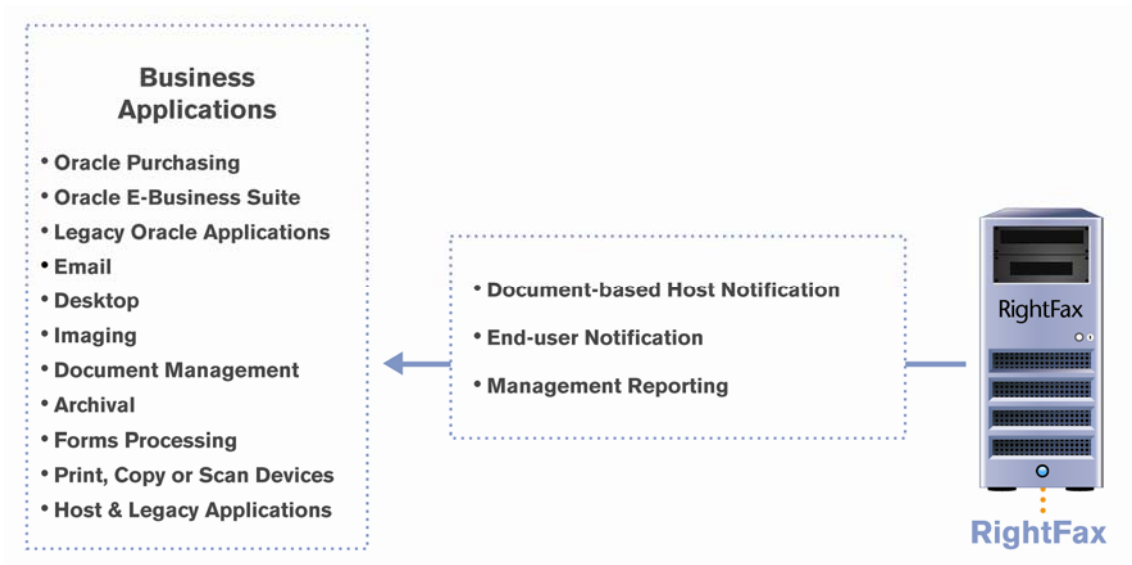 Business
Applications
• Oracle Purchasing
• Oracle E-Business Suite
• Legacy Oracle Applications
• Email
• Desktop
• Imaging
• Document Management
• Archival
• Forms Processing
• Print, Copy or Scan Devices
• Host & Legacy Applications
• Document-based Host Notification
• End-user Notification
• Management Reporting
RightFax
RightFax